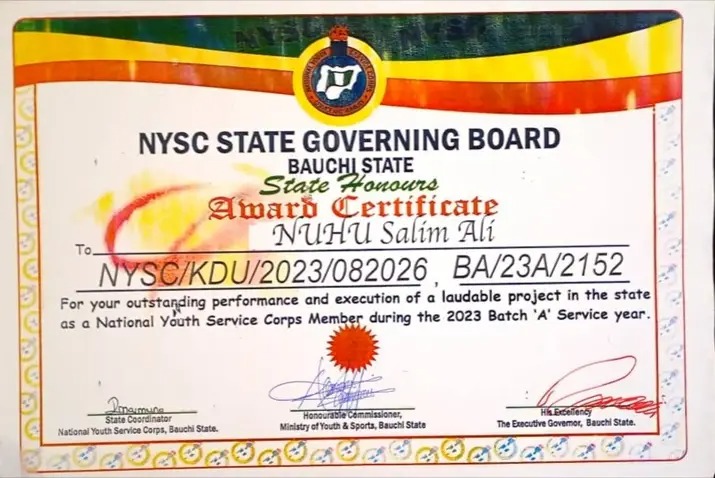 NYSC STATE GOVERNING BOARD
BAUCHI STATE
State Honours
Award Certificate
To NUHU Salim Ali
NYSC/KDU/2023/082026, BA/23A/2152
For your outstanding performance and execution of a laudable project in the state
as a National Youth Service Corps Member during the 2023 Batch 'A' Service year.
State Coordinator
National Youth Service Corps, Bauchi State.
Honourable Commissioner,
Ministry of Youth & Sports, Bauchi State
His Excellency
The Executive Governor, Bauchi State.